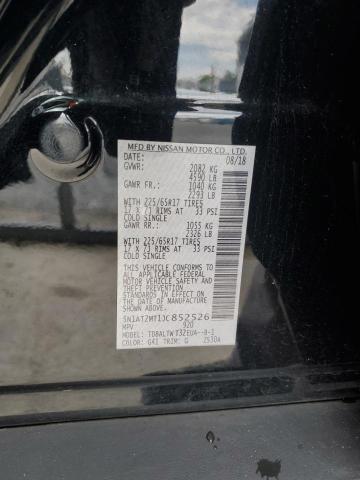 MFD BY NISSAN MOTOR CO., LTD.
DATE: 08/18
GVWR: 2082 KG
4590 LB
GAWR FR: 1040 KG
2293 LB
WITH 225/65R17 TIRES
17 X 7J RIMS AT 33 PSI
COLD SINGLE
GAWR RR: 1055 KG
2326 LB
WITH 225/65R17 TIRES
17 X 7J RIMS AT 33 PSI
COLD SINGLE
THIS VEHICLE CONFORMS TO
ALL APPLICABLE FEDERAL
MOTOR VEHICLE SAFETY
STANDARDS IN EFFECT ON THE
DATE OF MANUFACTURE
SHOWN ABOVE.
5N1AT2MT1JC852526
MPV 920
MODEL: TDBALTW T32EUA--B-1
COLOR: G41 TRIM: G 2530A